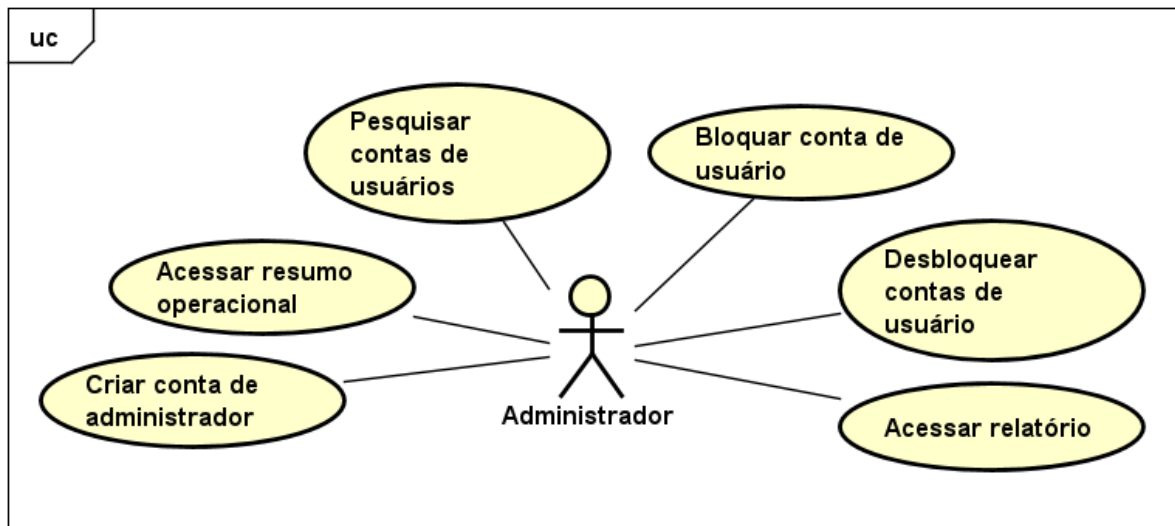 uc
Pesquisar
contas de
usuários
Bloquar conta de
usuário
Acessar resumo
operacional
Desbloquear
contas de
usuário
Criar conta de
administrador
Administrador
Acessar relatório